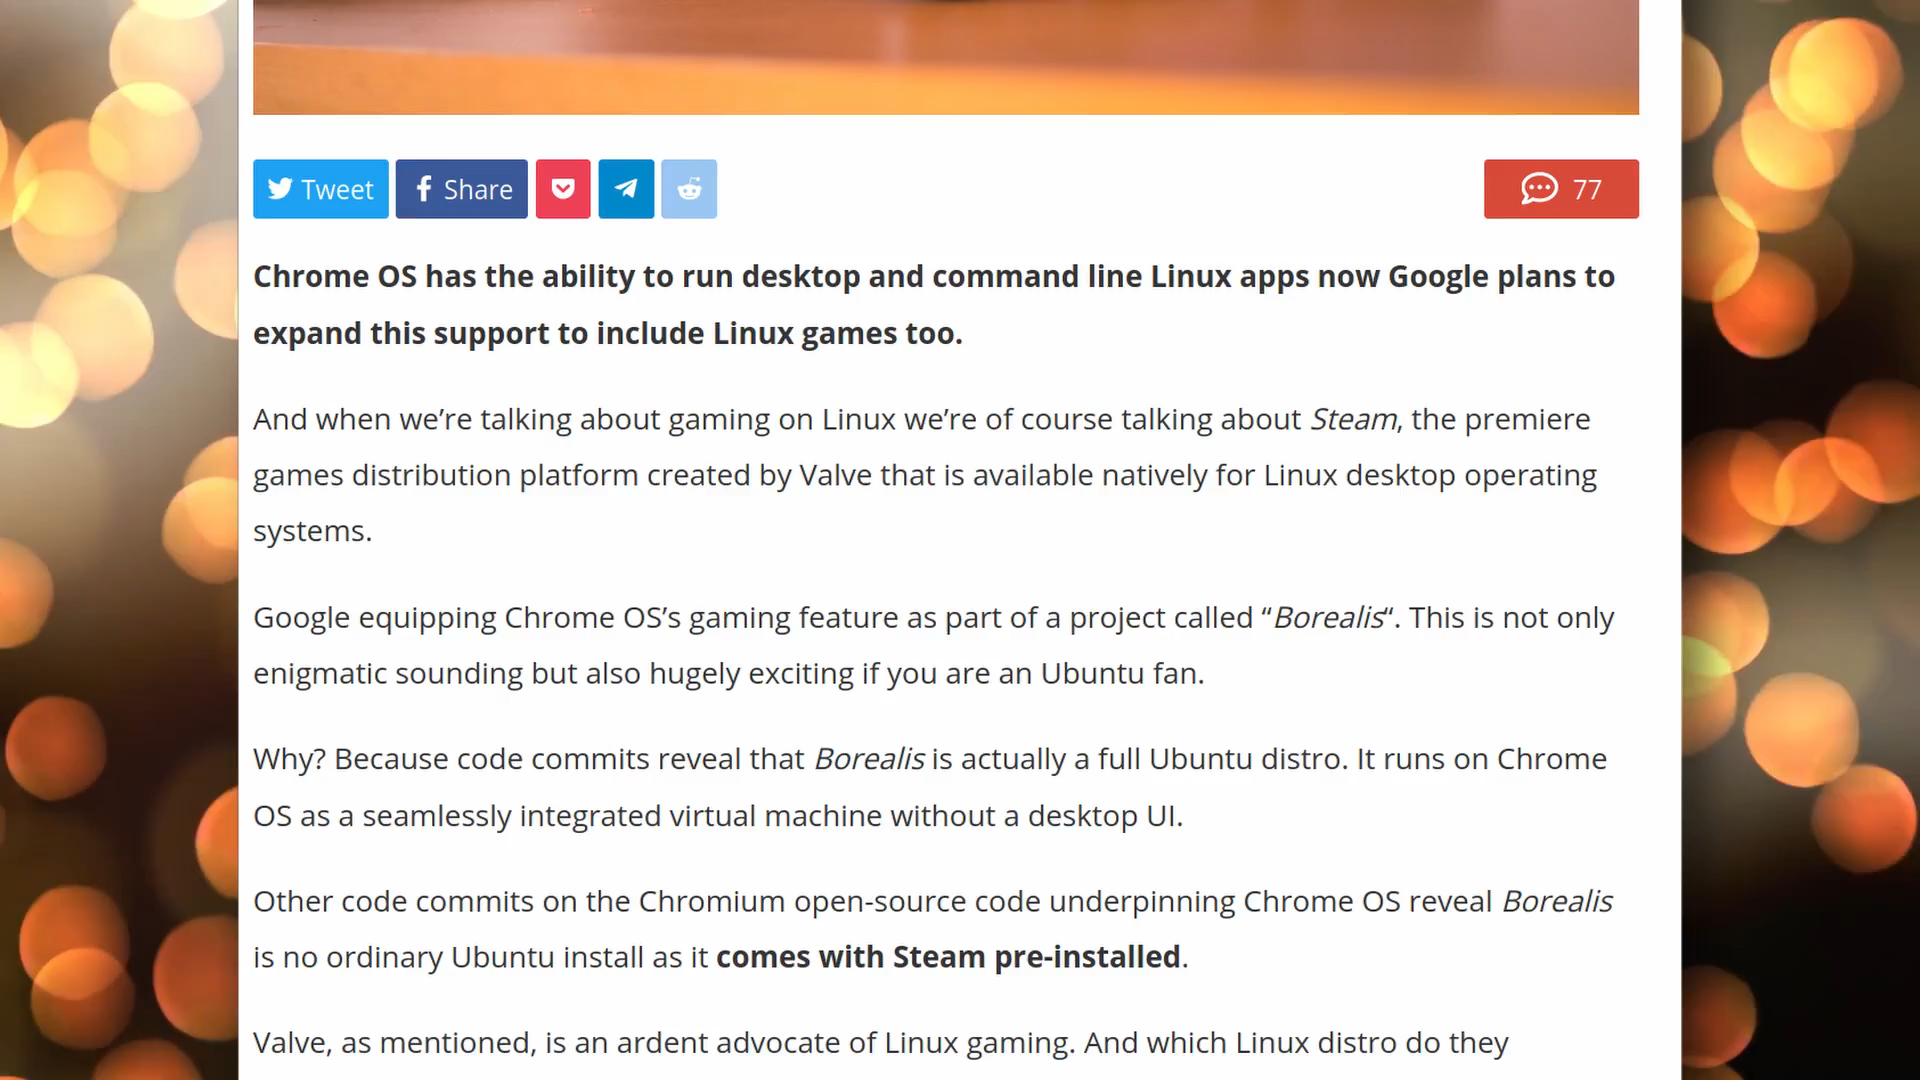 Tweet Share 77
Chrome OS has the ability to run desktop and command line Linux apps now Google plans to
expand this support to include Linux games too.
And when we’re talking about gaming on Linux we’re of course talking about Steam, the premiere
games distribution platform created by Valve that is available natively for Linux desktop operating
systems.
Google equipping Chrome OS’s gaming feature as part of a project called “Borealis“. This is not only
enigmatic sounding but also hugely exciting if you are an Ubuntu fan.
Why? Because code commits reveal that Borealis is actually a full Ubuntu distro. It runs on Chrome
OS as a seamlessly integrated virtual machine without a desktop UI.
Other code commits on the Chromium open-source code underpinning Chrome OS reveal Borealis
is no ordinary Ubuntu install as it comes with Steam pre-installed.
Valve, as mentioned, is an ardent advocate of Linux gaming. And which Linux distro do they